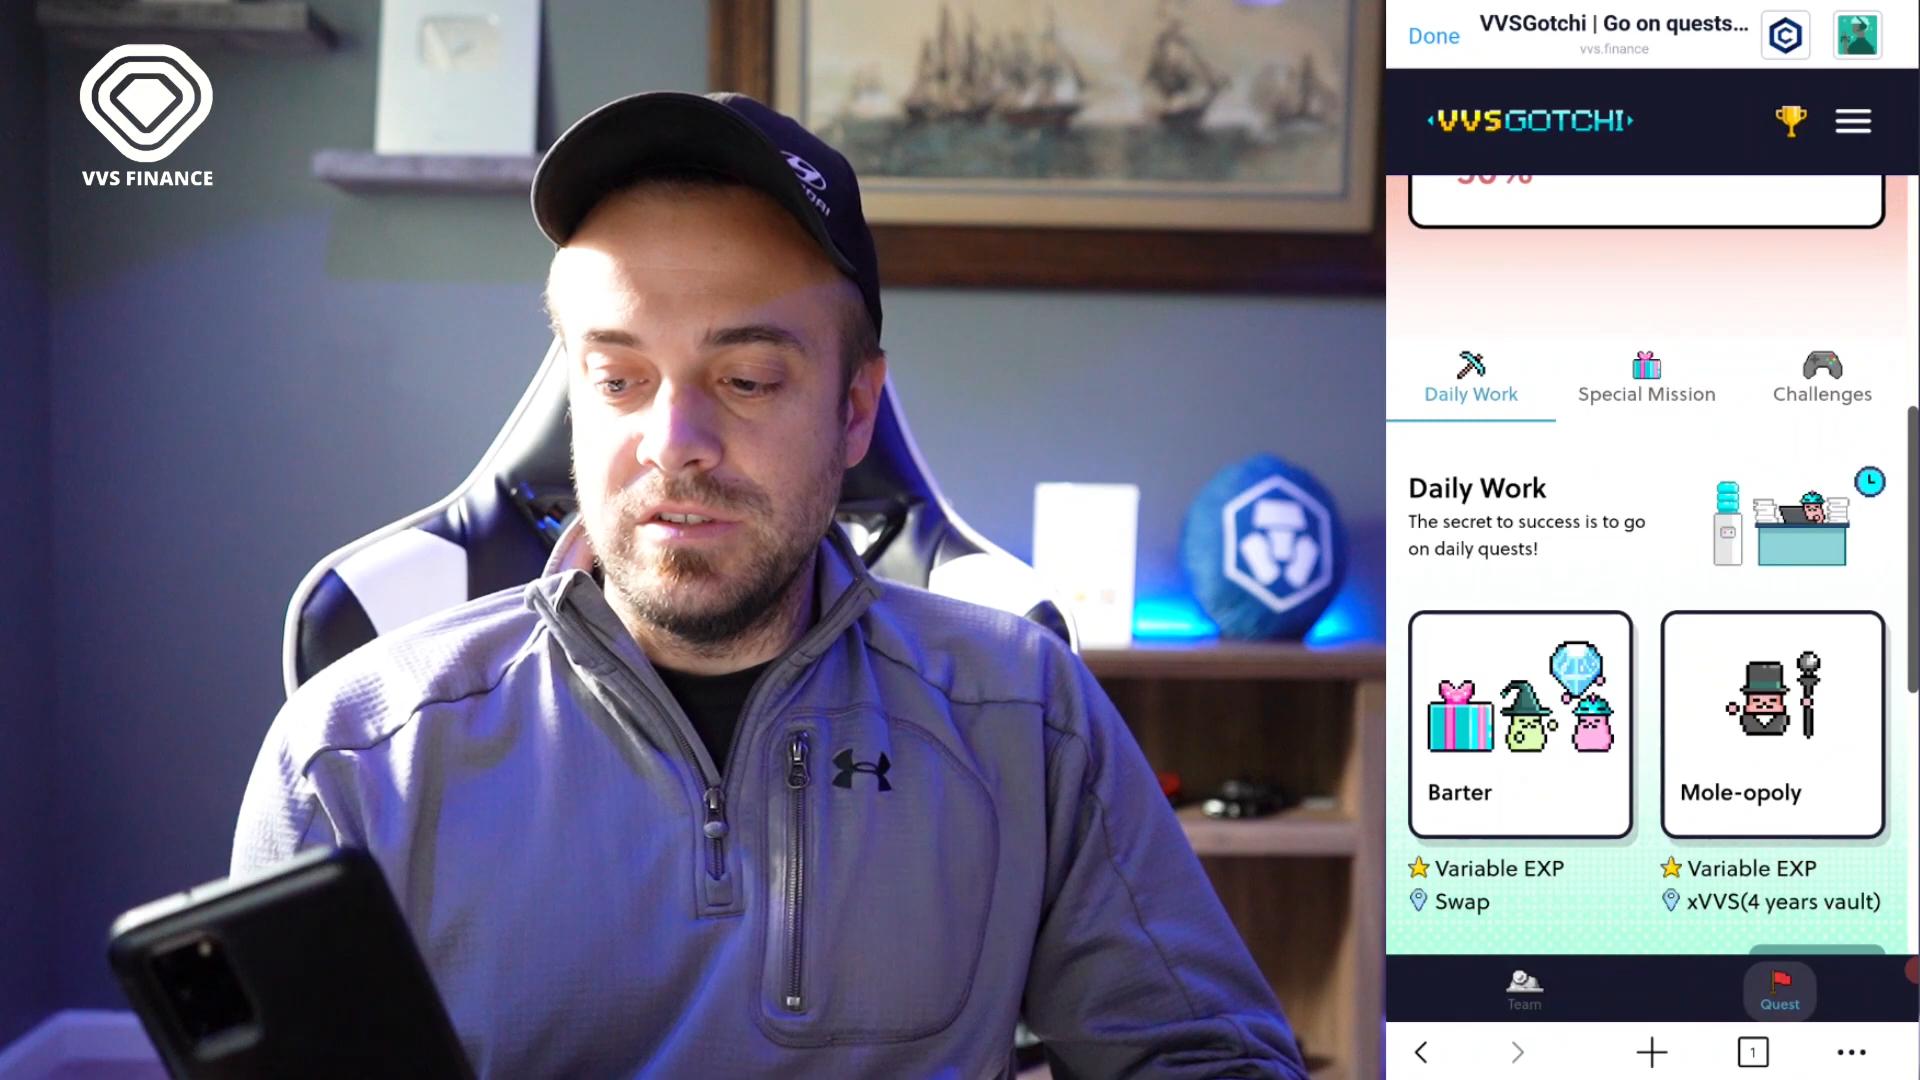 VVS FINANCE
Done
VVSGotchi | Go on quests...
vvs.finance
VVSGOTCHI
Daily Work
Special Mission
Challenges
Daily Work
The secret to success is to go
on daily quests!
Barter
Mole-opoly
Variable EXP
Variable EXP
Swap
xVVS(4 years vault)
Team
Quest
1